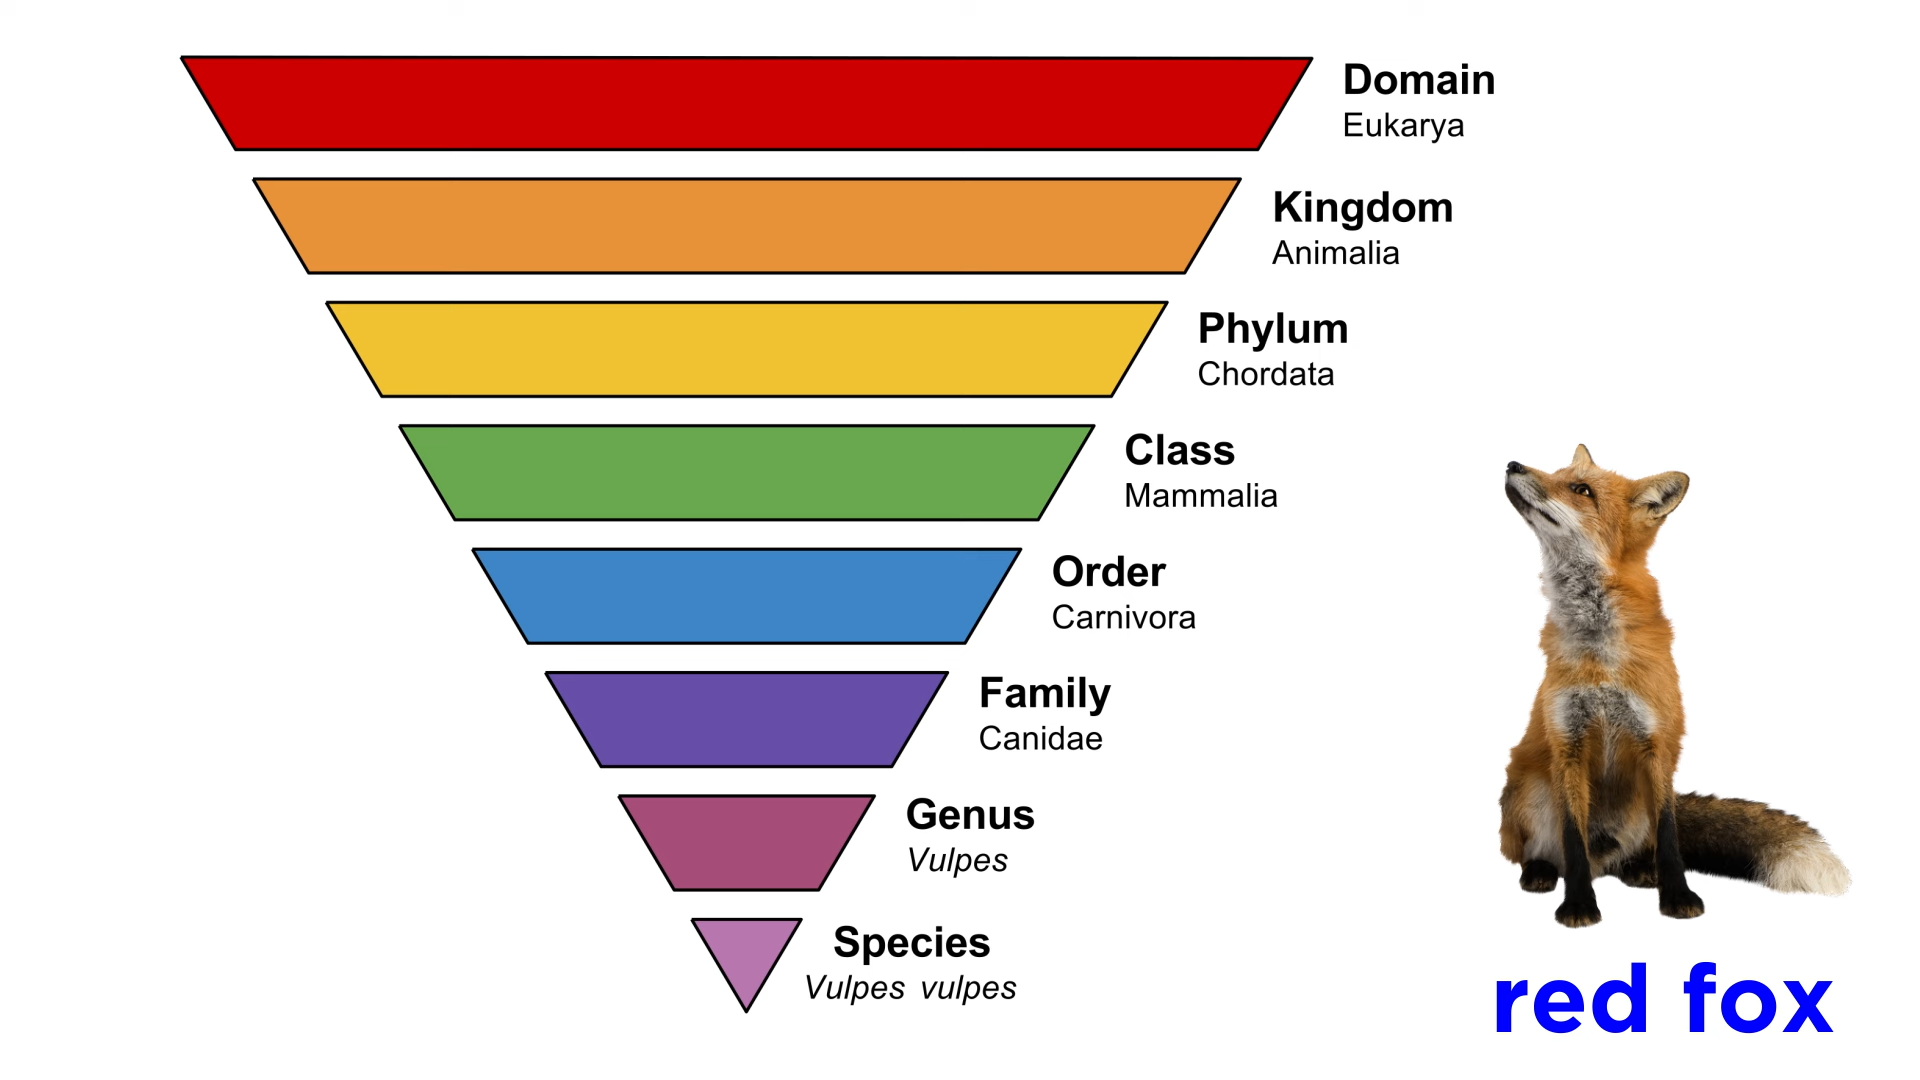 Domain
Eukarya
Kingdom
Animalia
Phylum
Chordata
Class
Mammalia
Order
Carnivora
Family
Canidae
Genus
Vulpes
Species
Vulpes vulpes
red fox